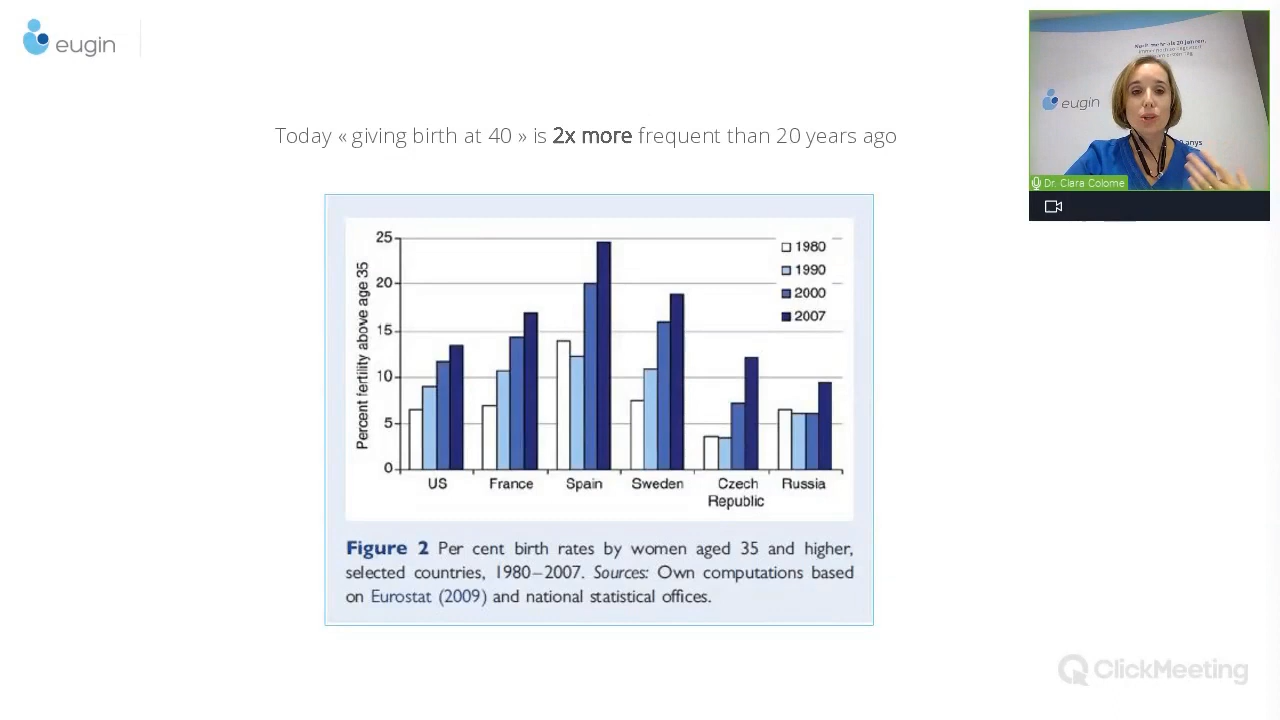 eugin
Today « giving birth at 40 » is 2x more frequent than 20 years ago
Percent fertility above age 35
25
20
15
10
5
0
1980
1990
2000
2007
US
France
Spain
Sweden
Czech
Republic
Russia
Figure 2 Per cent birth rates by women aged 35 and higher,
selected countries, 1980–2007. Sources: Own computations based
on Eurostat (2009) and national statistical offices.
eugin
anys
Dr. Clara Colome
ClickMeeting